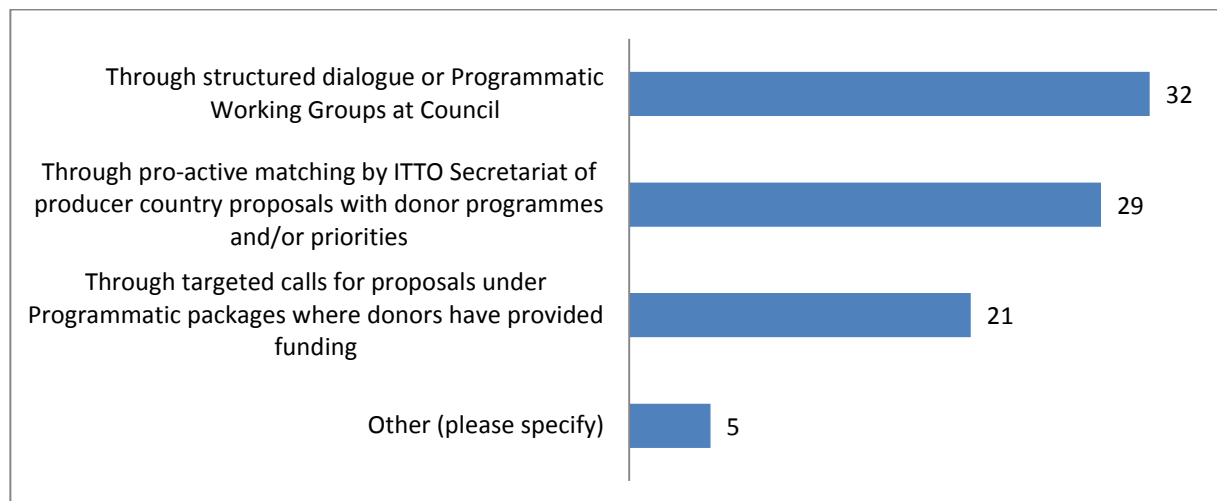 Through structured dialogue or Programmatic
Working Groups at Council
32
Through pro-active matching by ITTO Secretariat of
producer country proposals with donor programmes
and/or priorities
29
Through targeted calls for proposals under
Programmatic packages where donors have provided
funding
21
Other (please specify)
5